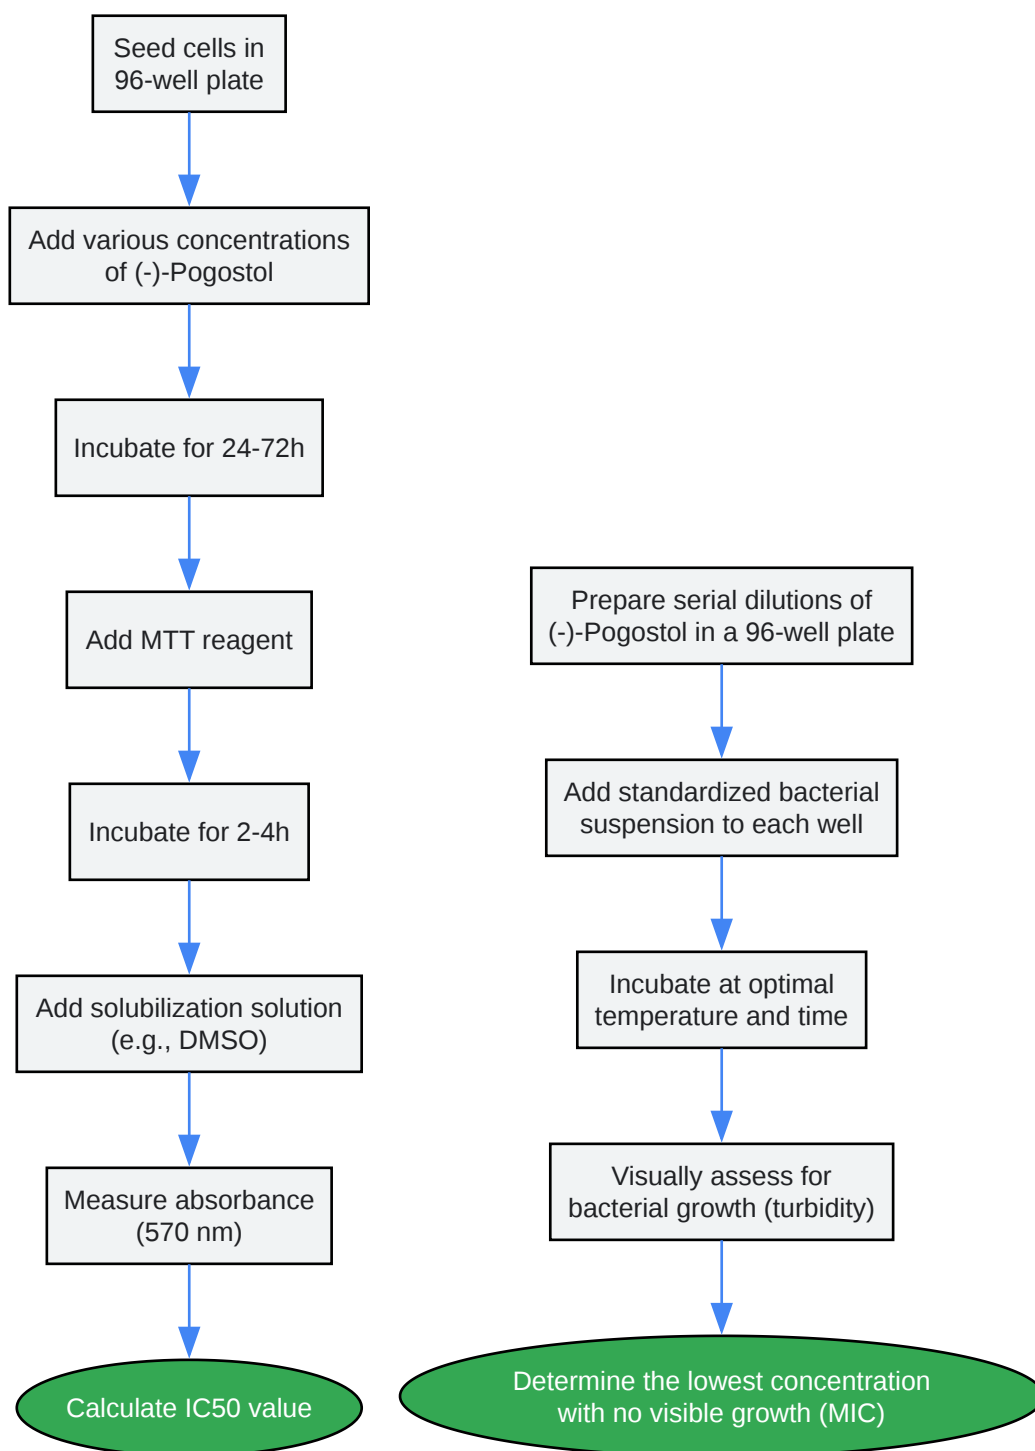 Seed cells in
96-well plate
Add various concentrations
of (-)-Pogostol
Incubate for 24-72h
Add MTT reagent
Incubate for 2-4h
Add solubilization solution
(e.g., DMSO)
Measure absorbance
(570 nm)
Calculate IC50 value
Prepare serial dilutions of
(-)-Pogostol in a 96-well plate
Add standardized bacterial
suspension to each well
Incubate at optimal
temperature and time
Visually assess for
bacterial growth (turbidity)
Determine the lowest concentration
with no visible growth (MIC)